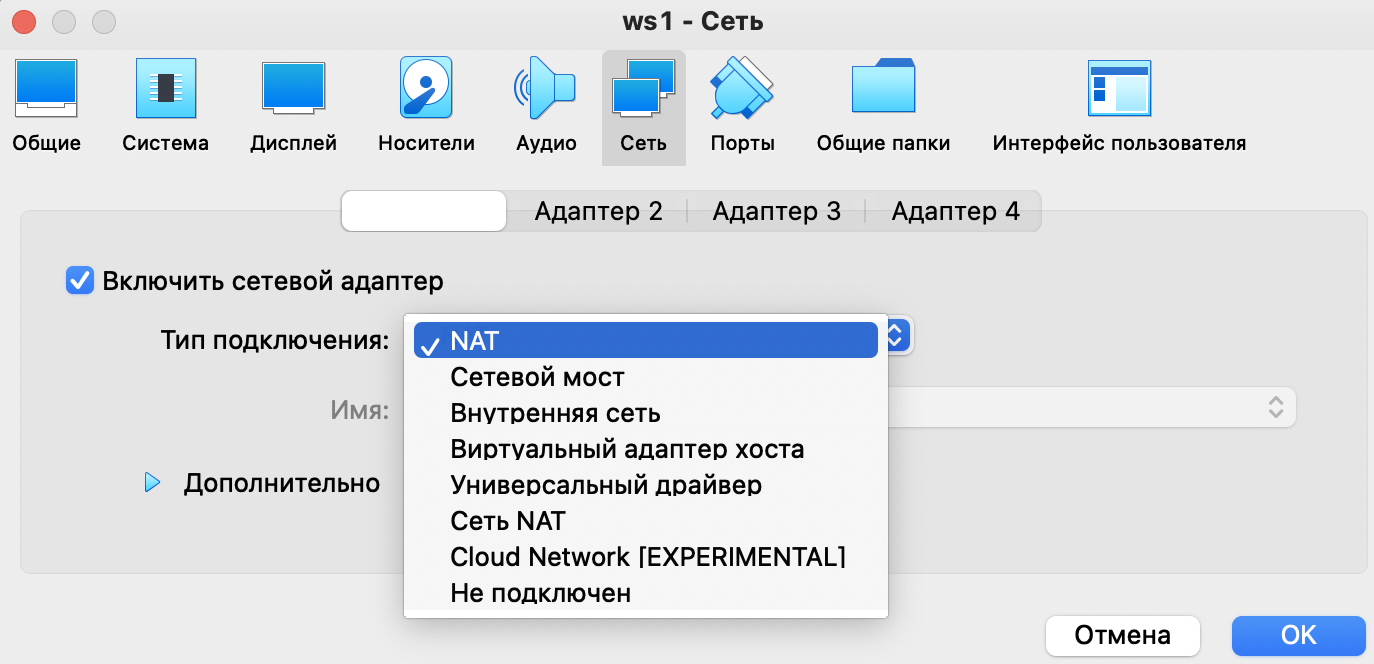 ws1 - Сеть
Общие Система Дисплей Носители Аудио Сеть Порты Общие папки Интерфейс пользователя
Адаптер 2 Адаптер 3 Адаптер 4
Включить сетевой адаптер
Тип подключения: NAT
Сетевой мост
Имя: Внутренняя сеть
Виртуальный адаптер хоста
Дополнительно Универсальный драйвер
Сеть NAT
Cloud Network [EXPERIMENTAL]
Не подключен
Отмена OK